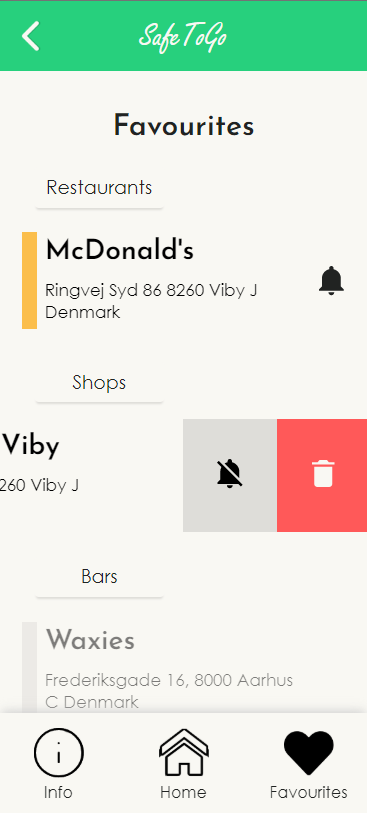 SafeToGo
Favourites
Restaurants
McDonald's
Ringvej Syd 86 8260 Viby J
Denmark
Shops
Viby
260 Viby J
Bars
Waxies
Frederiksgade 16, 8000 Aarhus
C Denmark
Info
Home
Favourites